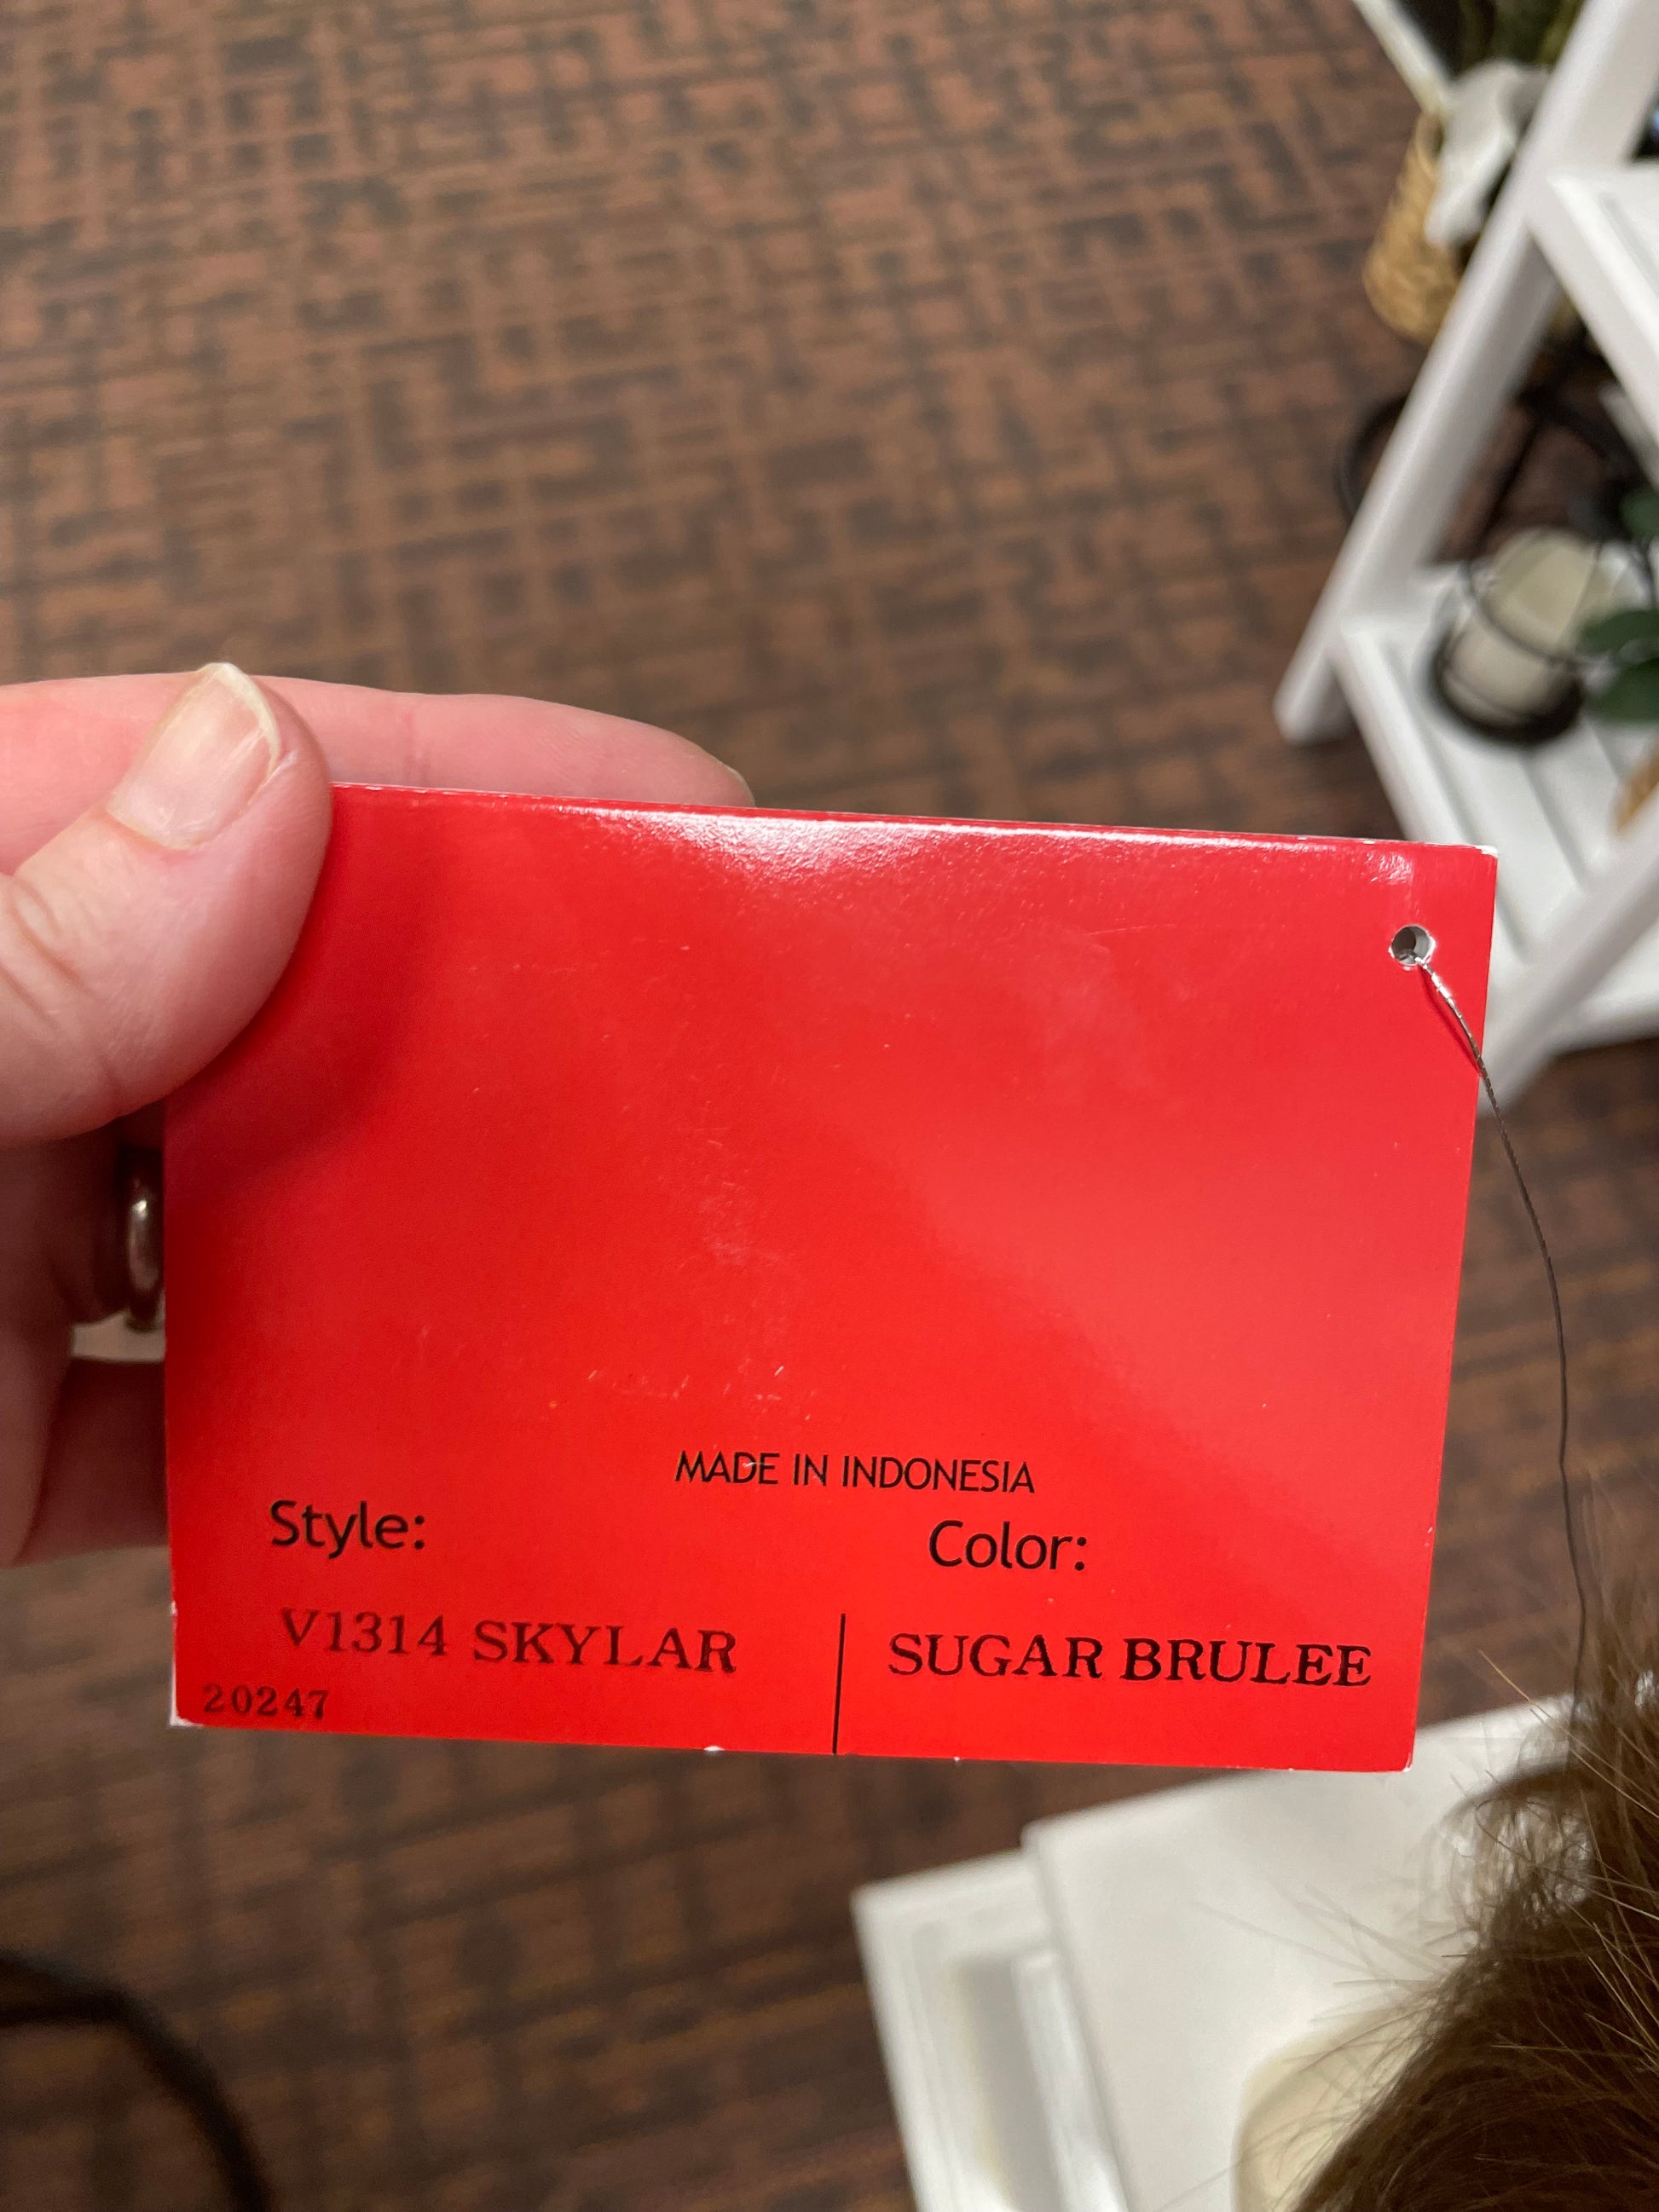 MADE IN INDONESIA
Style:
Color:
V1314 SKYLAR
SUGAR BRULEE
20247